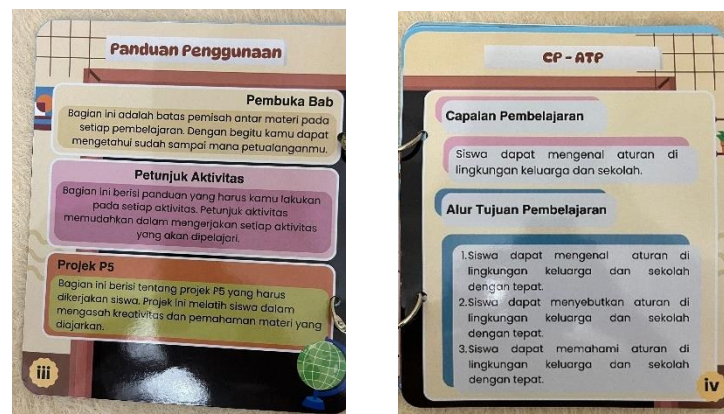 Panduan Penggunaan
Pembuka Bab
Bagian ini adalah batas pemisah antar materi pada
setiap pembelajaran. Dengan begitu kamu dapat
mengetahui sudah sampai mana petualanganmu.
Petunjuk Aktivitas
Bagian ini berisi panduan yang harus kamu lakukan
pada setiap aktivitas. Petunjuk aktivitas
memudahkan dalam mengerjakan setiap aktivitas
yang akan dipelajari.
Projek P5
Bagian ini berisi tentang projek P5 yang harus
dikerjakan siswa. Projek ini melatih siswa dalam
mengasah kreativitas dan pemahaman materi yang
diajarkan.
iii
CP - ATP
Capaian Pembelajaran
Siswa dapat mengenal aturan di
lingkungan keluarga dan sekolah.
Alur Tujuan Pembelajaran
1.Siswa dapat mengenal aturan di
lingkungan keluarga dan sekolah
dengan tepat.
2.Siswa dapat menyebutkan aturan di
lingkungan keluarga dan sekolah
dengan tepat.
3.Siswa dapat memahami aturan di
lingkungan keluarga dan sekolah
dengan tepat.
iv